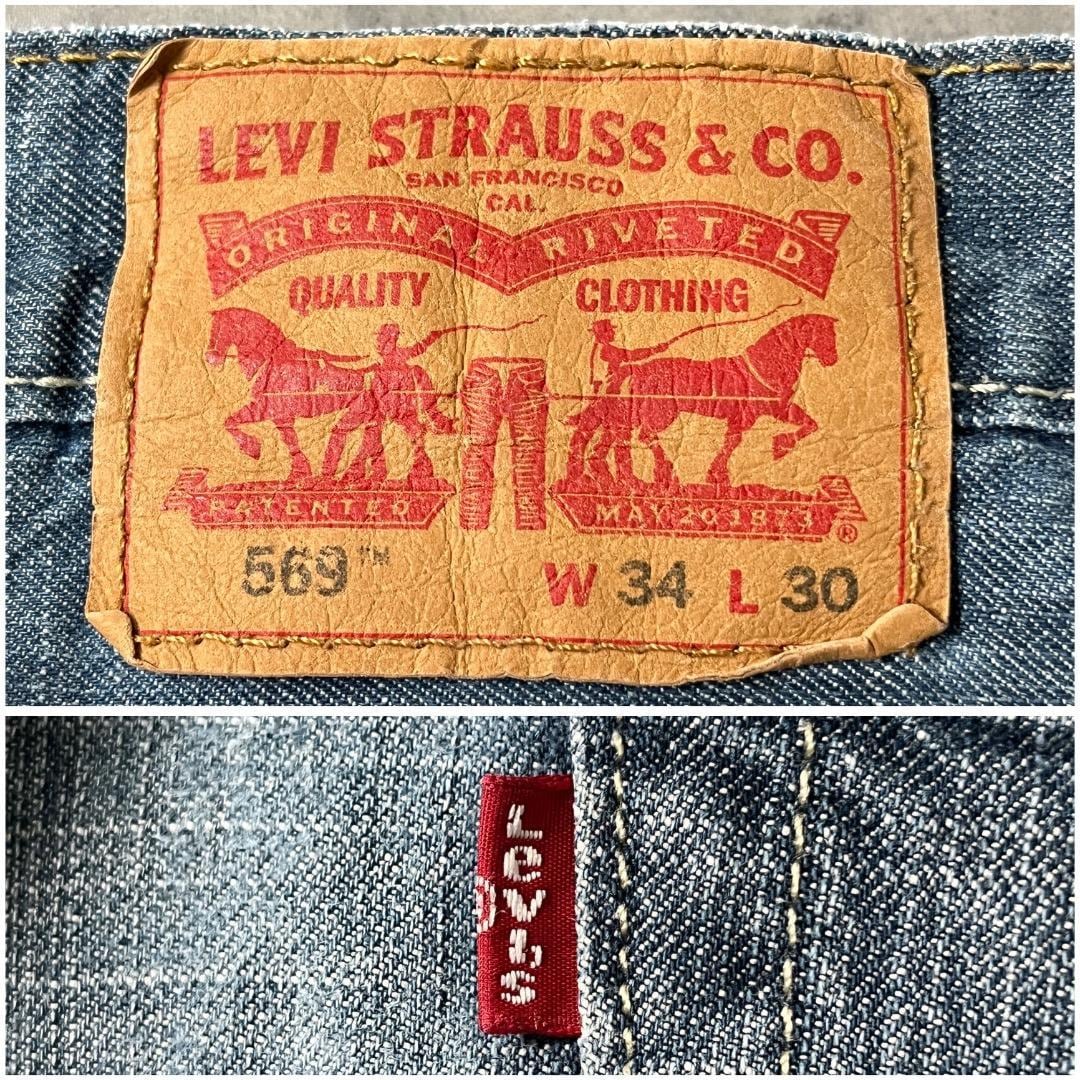 LEVI STRAUSS & CO.
SAN FRANCISCO
CAL.
ORIGINAL RIVETED
QUALITY CLOTHING
PATENTED MAY 20 1873 ®
569™ W 34 L 30
Levi's